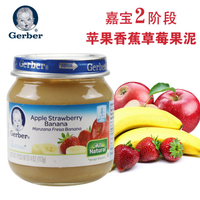 Gerber
嘉宝2阶段
苹果香蕉草莓果泥
Gerber
Apple Strawberry
Banana
Manzana Fresa Banana
Natural